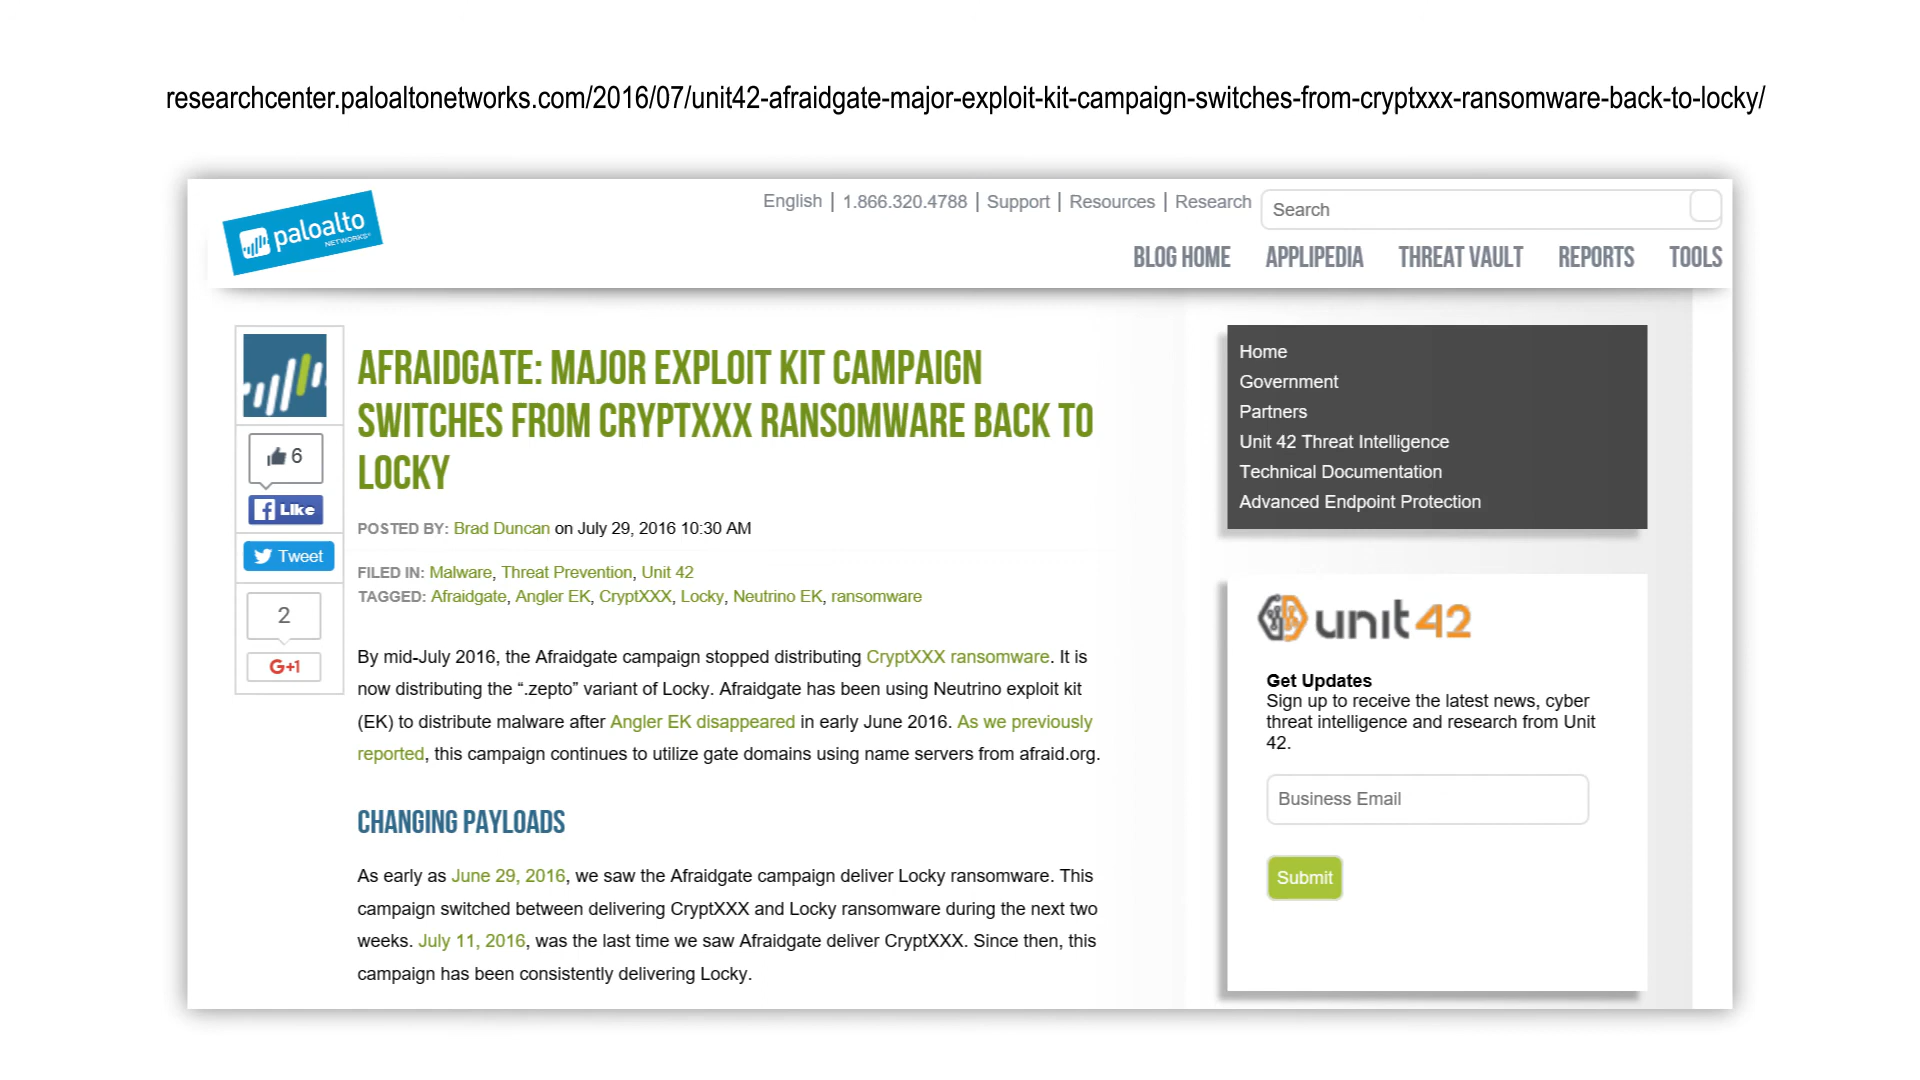 researchcenter.paloaltonetworks.com/2016/07/unit42-afraidgate-major-exploit-kit-campaign-switches-from-cryptxxx-ransomware-back-to-locky/
paloalto
NETWORKS®
English | 1.866.320.4788 | Support | Resources | Research
Search
BLOG HOME APPLIPEDIA THREAT VAULT REPORTS TOOLS
6
Like
Tweet
2
G+1
AFRAIDGATE: MAJOR EXPLOIT KIT CAMPAIGN
SWITCHES FROM CRYPTXXX RANSOMWARE BACK TO
LOCKY
POSTED BY: Brad Duncan on July 29, 2016 10:30 AM
FILED IN: Malware, Threat Prevention, Unit 42
TAGGED: Afraidgate, Angler EK, CryptXXX, Locky, Neutrino EK, ransomware
By mid-July 2016, the Afraidgate campaign stopped distributing CryptXXX ransomware. It is
now distributing the “.zepto” variant of Locky. Afraidgate has been using Neutrino exploit kit
(EK) to distribute malware after Angler EK disappeared in early June 2016. As we previously
reported, this campaign continues to utilize gate domains using name servers from afraid.org.
CHANGING PAYLOADS
As early as June 29, 2016, we saw the Afraidgate campaign deliver Locky ransomware. This
campaign switched between delivering CryptXXX and Locky ransomware during the next two
weeks. July 11, 2016, was the last time we saw Afraidgate deliver CryptXXX. Since then, this
campaign has been consistently delivering Locky.
Home
Government
Partners
Unit 42 Threat Intelligence
Technical Documentation
Advanced Endpoint Protection
unit42
Get Updates
Sign up to receive the latest news, cyber
threat intelligence and research from Unit
42.
Business Email
Submit